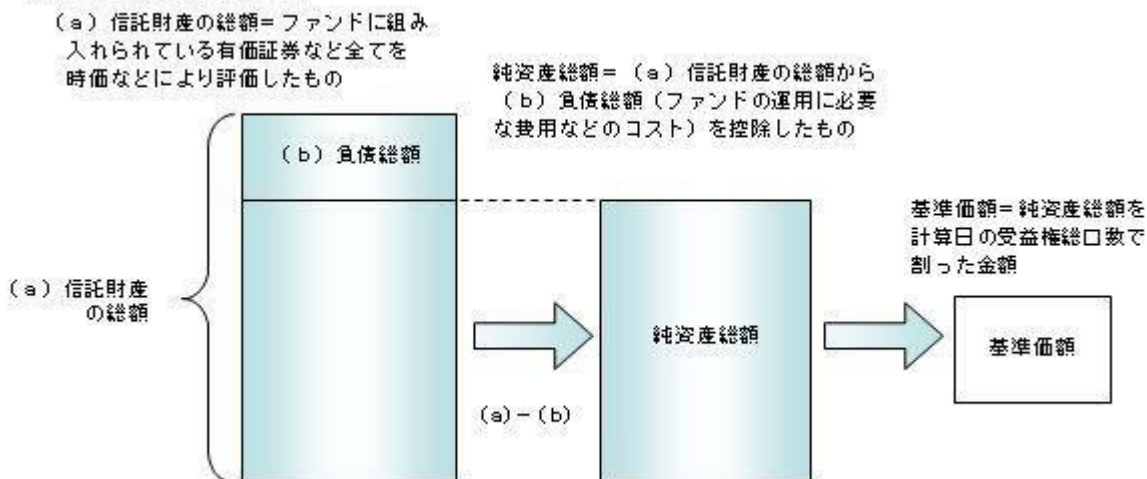 (a) 信託財産の総額=ファンドに組み
入れられている有価証券など全てを
時価などにより評価したもの
純資産総額= (a) 信託財産の総額から
(b) 負債総額（ファンドの運用に必要
な費用などのコスト）を控除したもの
(b) 負債総額
基準価額=純資産総額を
計算日の受益権総口数で
割った金額
(a) 信託財産
の総額
純資産総額
基準価額
(a)-(b)